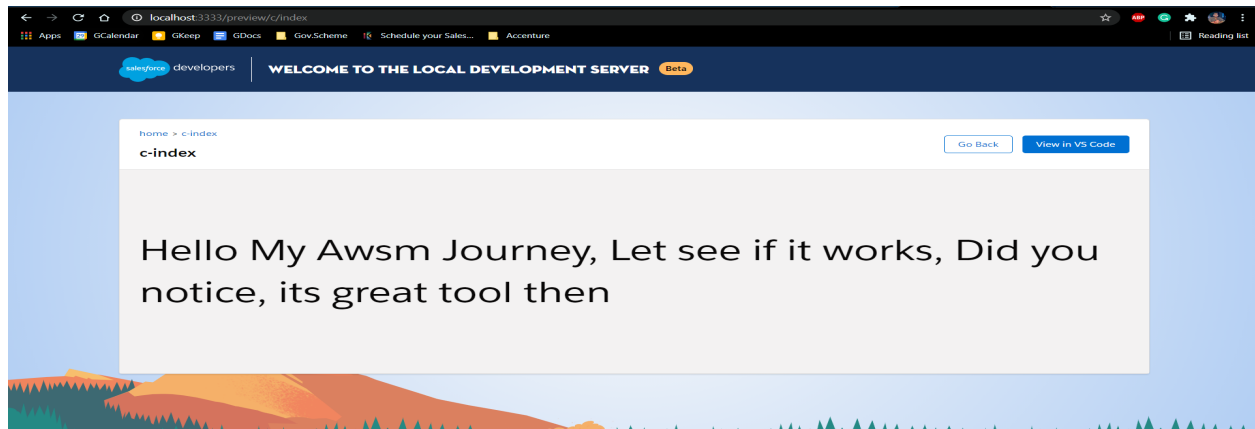 localhost:3333/preview/c/index
ABP
G
Apps GCalendar GKeep GDocs Gov.Scheme Schedule your Sales... Accenture Reading list
salesforce developers WELCOME TO THE LOCAL DEVELOPMENT SERVER Beta
home > c-index
c-index
Go Back View in VS Code
Hello My Awsm Journey, Let see if it works, Did you
notice, its great tool then